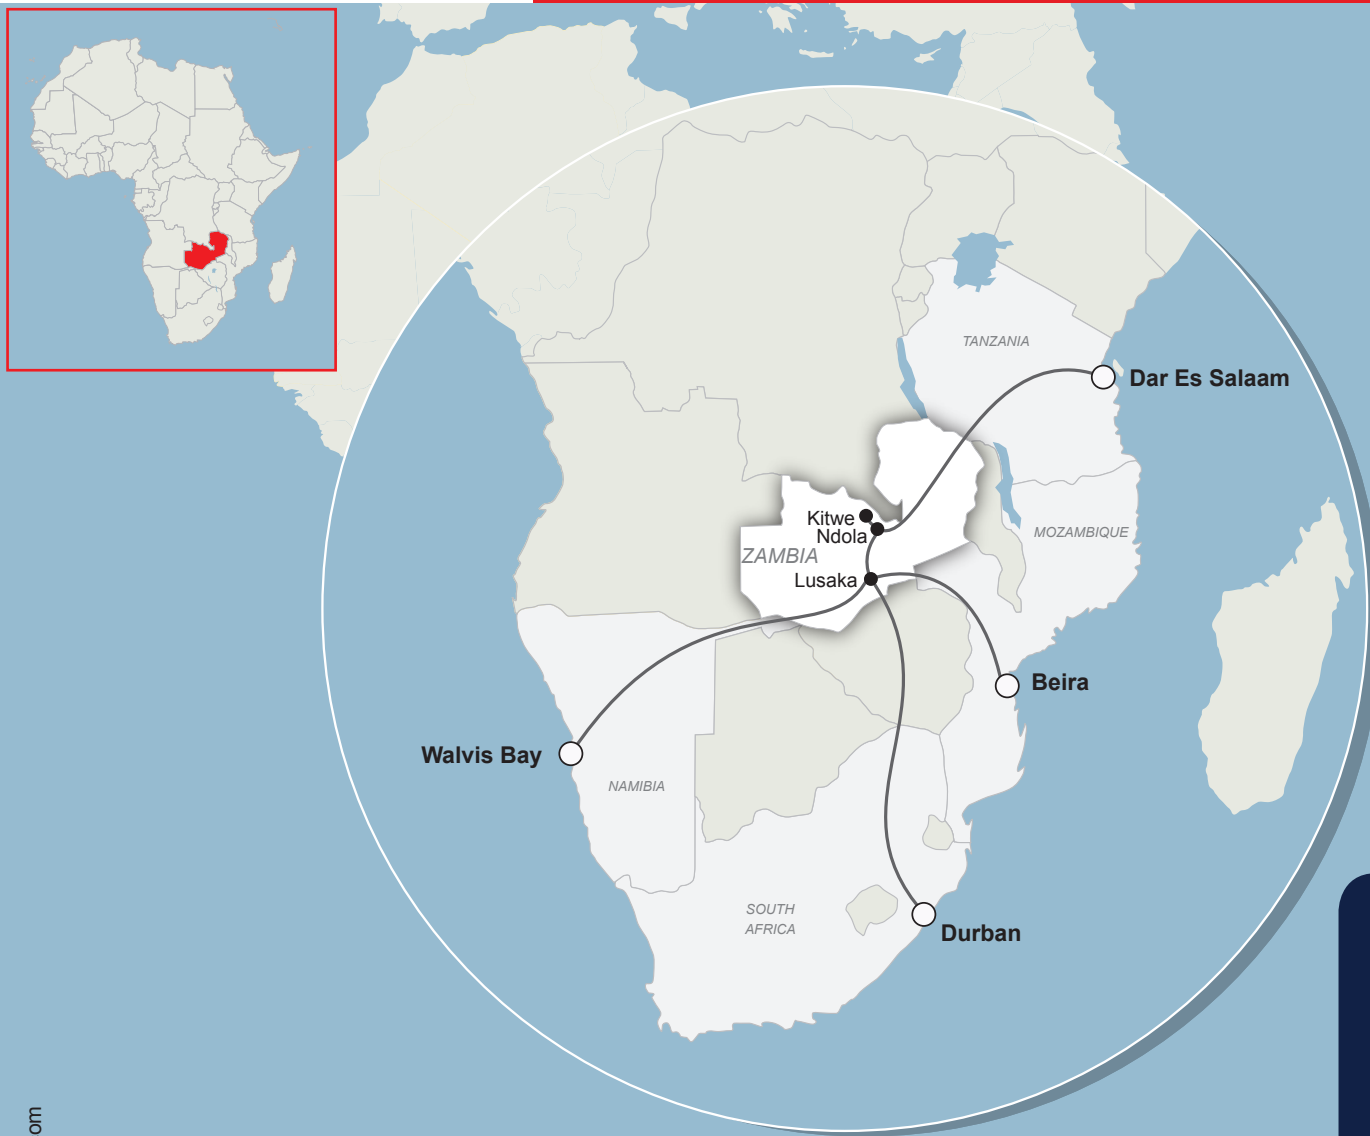 TANZANIA
Dar Es Salaam
Kitwe
Ndola
MOZAMBIQUE
ZAMBIA
Lusaka
Beira
Walvis Bay
NAMIBIA
SOUTH
AFRICA
Durban
om